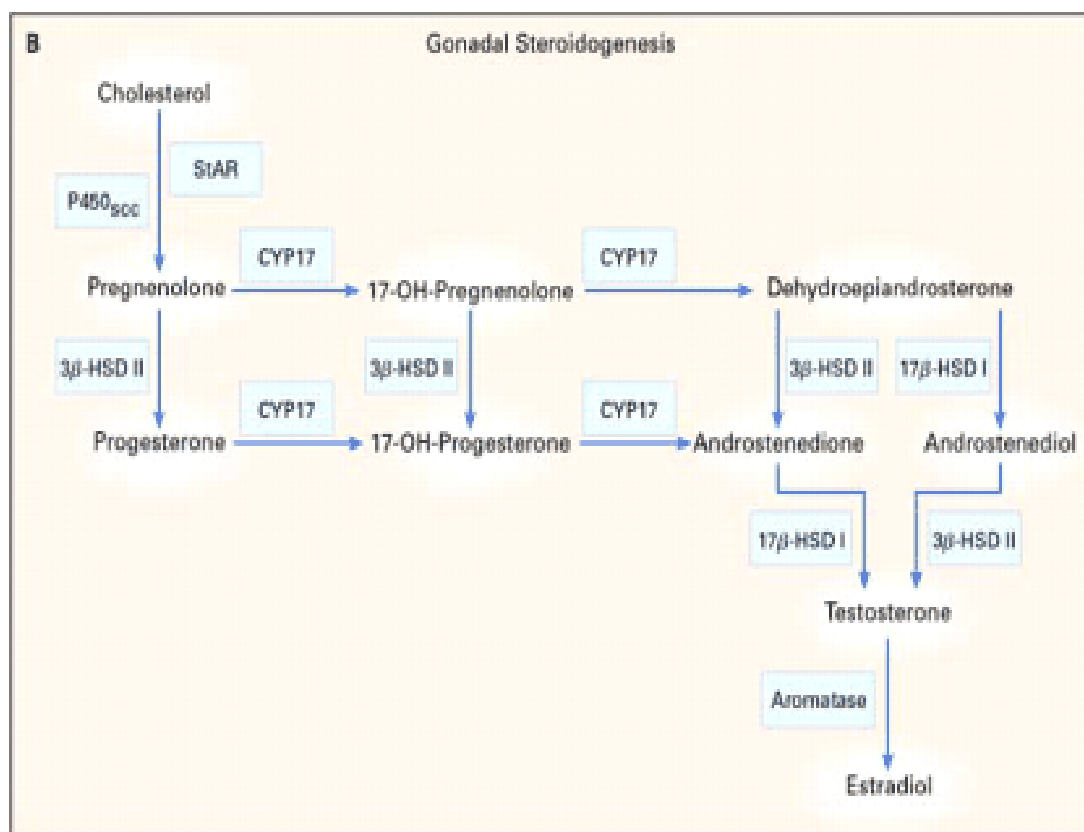 B
Gonadal Steroidogenesis
Cholesterol
StAR
P450scc
CYP17
CYP17
Pregnenolone
17-OH-Pregnenolone
Dehydroepiandrosterone
3β-HSD II
3β-HSD II
3β-HSD II
17β-HSD I
CYP17
CYP17
Progesterone
17-OH-Progesterone
Androstenedione
Androstenediol
17β-HSD I
3β-HSD II
Testosterone
Aromatase
Estradiol